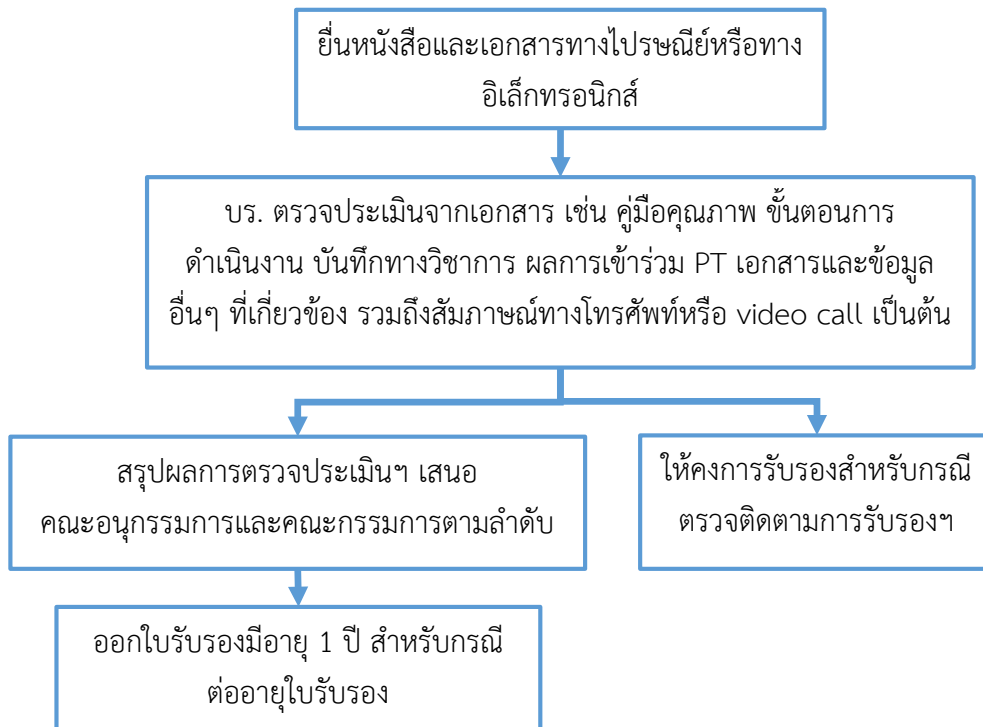 ยื่นหนังสือและเอกสารทางไปรษณีย์หรือทาง
อิเล็กทรอนิกส์
บร. ตรวจประเมินจากเอกสาร เช่น คู่มือคุณภาพ ขั้นตอนการ
ดำเนินงาน บันทึกทางวิชาการ ผลการเข้าร่วม PT เอกสารและข้อมูล
อื่นๆ ที่เกี่ยวข้อง รวมถึงสัมภาษณ์ทางโทรศัพท์หรือ video call เป็นต้น
สรุปผลการตรวจประเมินฯ เสนอ
คณะอนุกรรมการและคณะกรรมการตามลำดับ
ให้คงการรับรองสำหรับกรณี
ตรวจติดตามการรับรองฯ
ออกใบรับรองมีอายุ 1 ปี สำหรับกรณี
ต่ออายุใบรับรอง